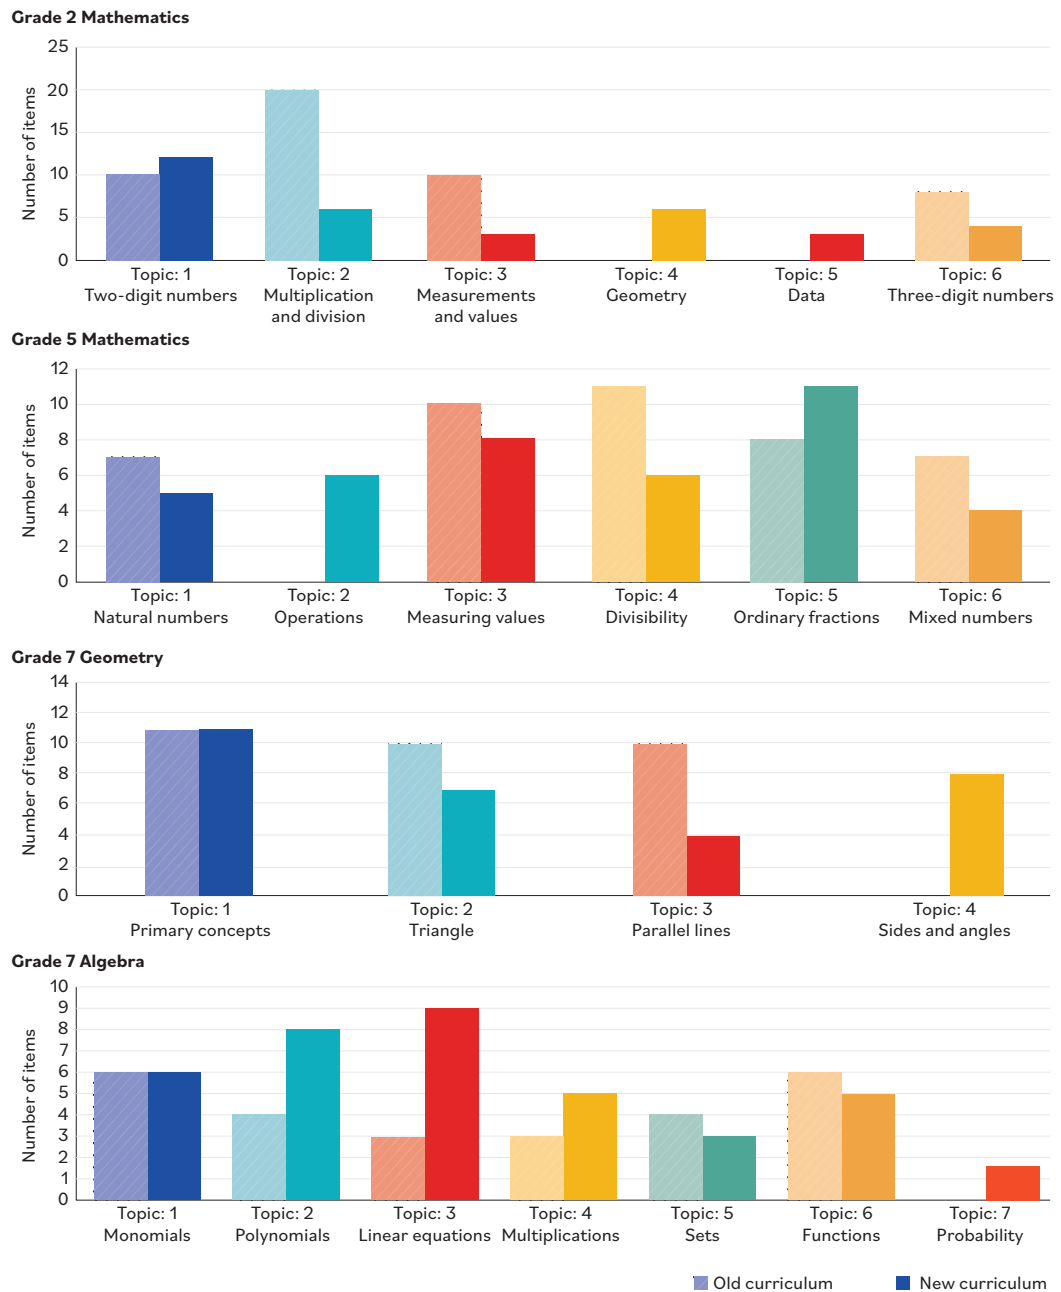 Grade 2 Mathematics
Number of items
25
20
15
10
5
0
Topic: 1
Two-digit numbers
Topic: 2
Multiplication
and division
Topic: 3
Measurements
and values
Topic: 4
Geometry
Topic: 5
Data
Topic: 6
Three-digit numbers
Grade 5 Mathematics
Number of items
12
10
8
6
4
2
0
Topic: 1
Natural numbers
Topic: 2
Operations
Topic: 3
Measuring values
Topic: 4
Divisibility
Topic: 5
Ordinary fractions
Topic: 6
Mixed numbers
Grade 7 Geometry
Number of items
14
12
10
8
6
4
2
0
Topic: 1
Primary concepts
Topic: 2
Triangle
Topic: 3
Parallel lines
Topic: 4
Sides and angles
Grade 7 Algebra
Number of items
10
9
8
7
6
5
4
3
2
1
0
Topic: 1
Monomials
Topic: 2
Polynomials
Topic: 3
Linear equations
Topic: 4
Multiplications
Topic: 5
Sets
Topic: 6
Functions
Topic: 7
Probability
Old curriculum
New curriculum